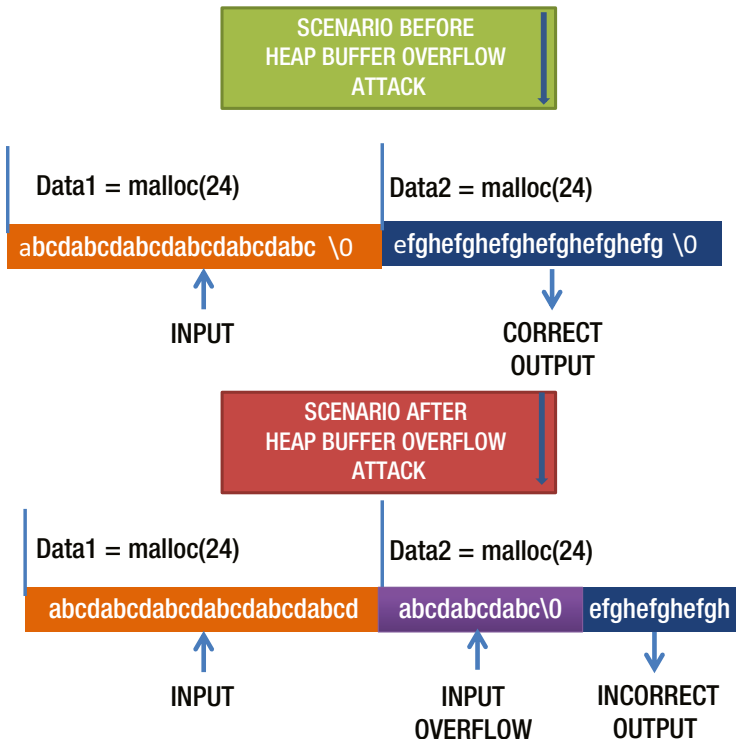 SCENARIO BEFORE
HEAP BUFFER OVERFLOW
ATTACK
Data1 = malloc(24)
Data2 = malloc(24)
abcdabcdabcdabcdabcdabc \0
efghefghefghefghefghefg \0
INPUT
CORRECT
OUTPUT
SCENARIO AFTER
HEAP BUFFER OVERFLOW
ATTACK
Data1 = malloc(24)
Data2 = malloc(24)
abcdabcdabcdabcdabcdabcd
abcdabcdabc\0
efghefghefgh
INPUT
INPUT
OVERFLOW
INCORRECT
OUTPUT